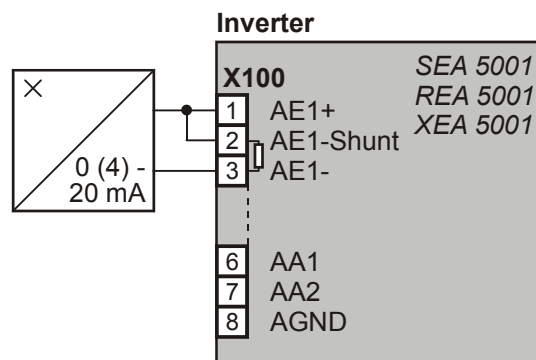 Inverter
X100
SEA 5001
REA 5001
XEA 5001
×
0 (4) -
20 mA
1 AE1+
2 AE1-Shunt
3 AE1-
6 AA1
7 AA2
8 AGND